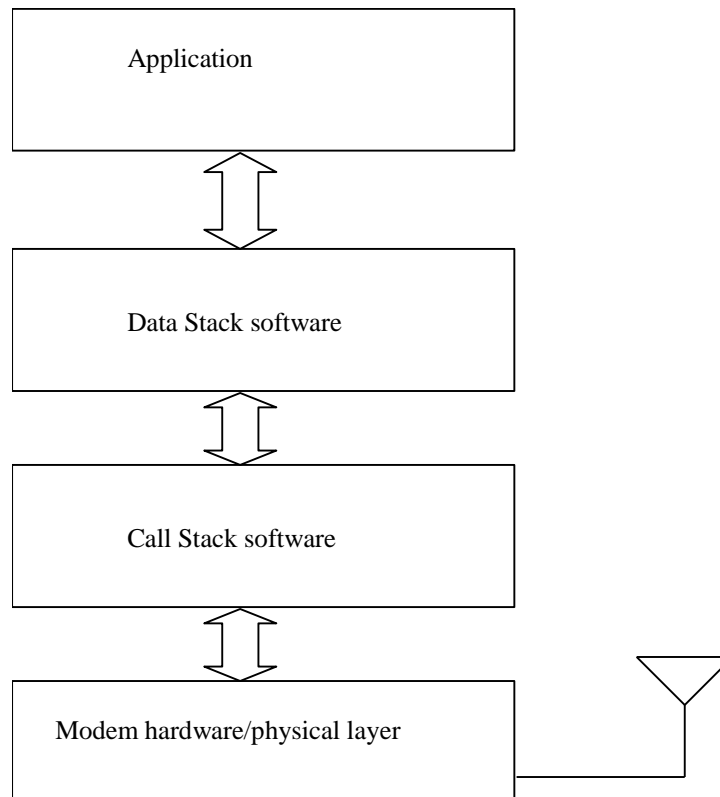 Application
Data Stack software
Call Stack software
Modem hardware/physical layer